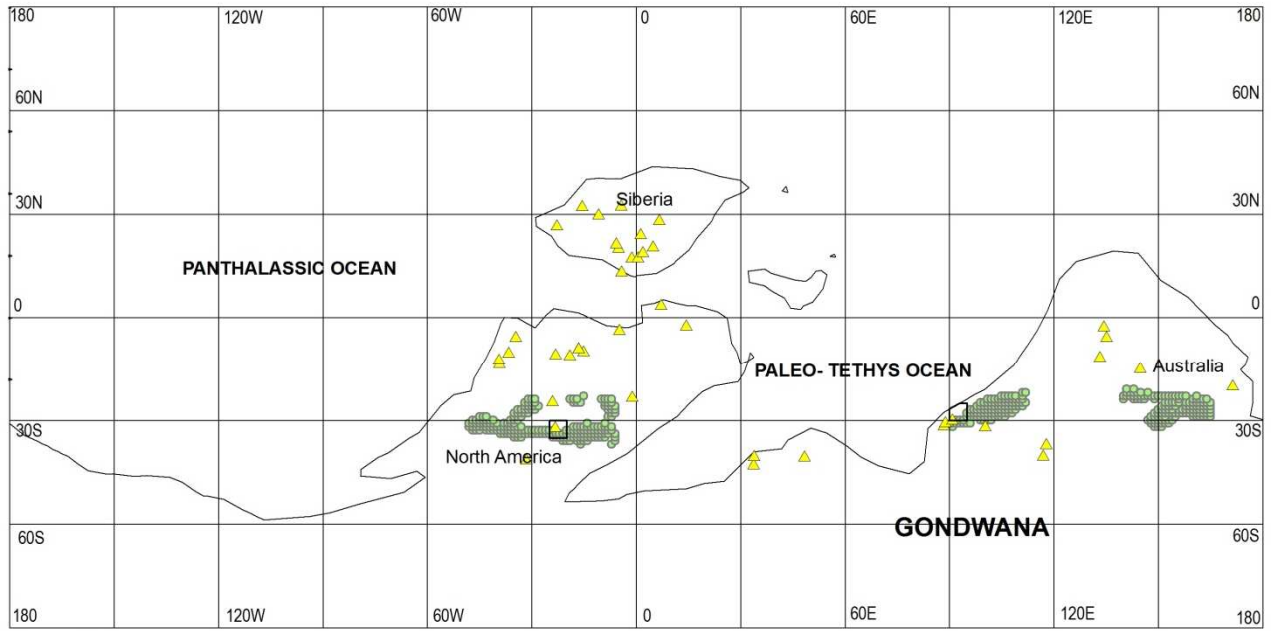 180 120W 60W 0 60E 120E 180
60N 60N
Siberia
30N 30N
PANTHALASSIC OCEAN
0 0
PALEO- TETHYS OCEAN
Australia
30S 30S
North America
GONDWANA
60S 60S
180 120W 60W 0 60E 120E 180